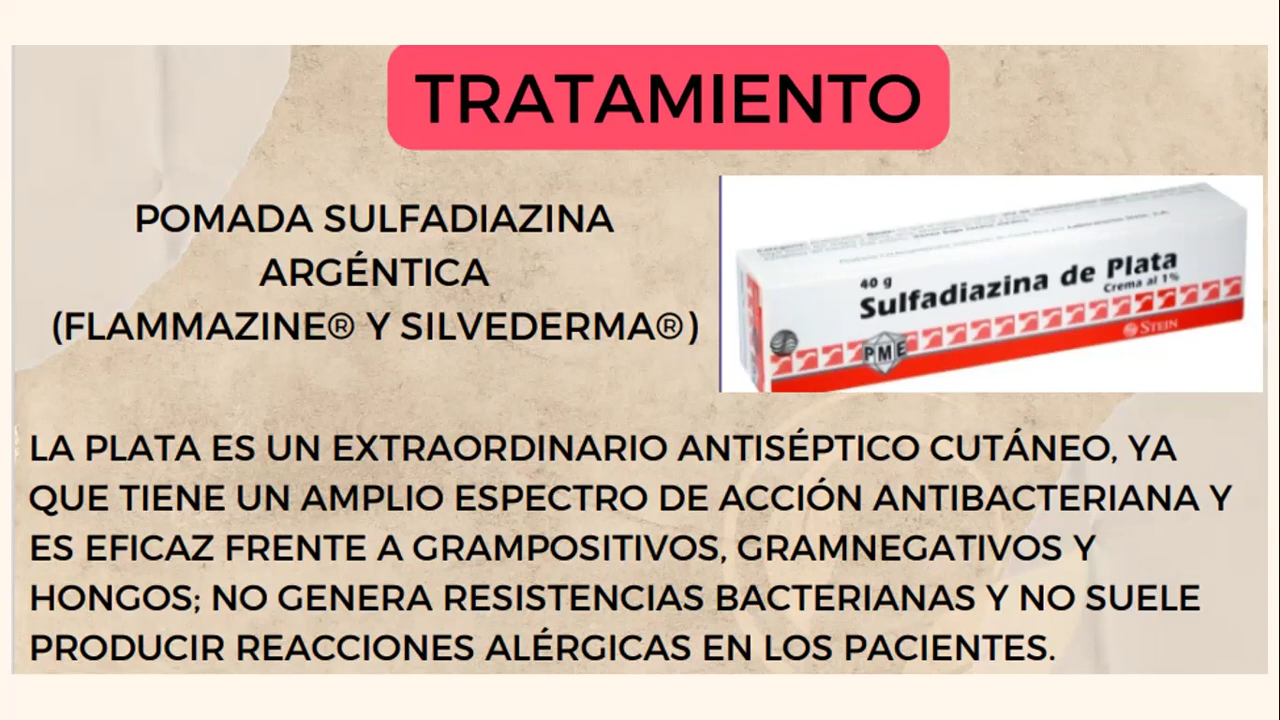 TRATAMIENTO
POMADA SULFADIAZINA
ARGÉNTICA
(FLAMMAZINE® Y SILVEDERMA®)
40 g
Sulfadiazina de Plata
Crema al 1%
PME
STEIN
LA PLATA ES UN EXTRAORDINARIO ANTISÉPTICO CUTÁNEO, YA
QUE TIENE UN AMPLIO ESPECTRO DE ACCIÓN ANTIBACTERIANA Y
ES EFICAZ FRENTE A GRAMPOSITIVOS, GRAMNEGATIVOS Y
HONGOS; NO GENERA RESISTENCIAS BACTERIANAS Y NO SUELE
PRODUCIR REACCIONES ALÉRGICAS EN LOS PACIENTES.